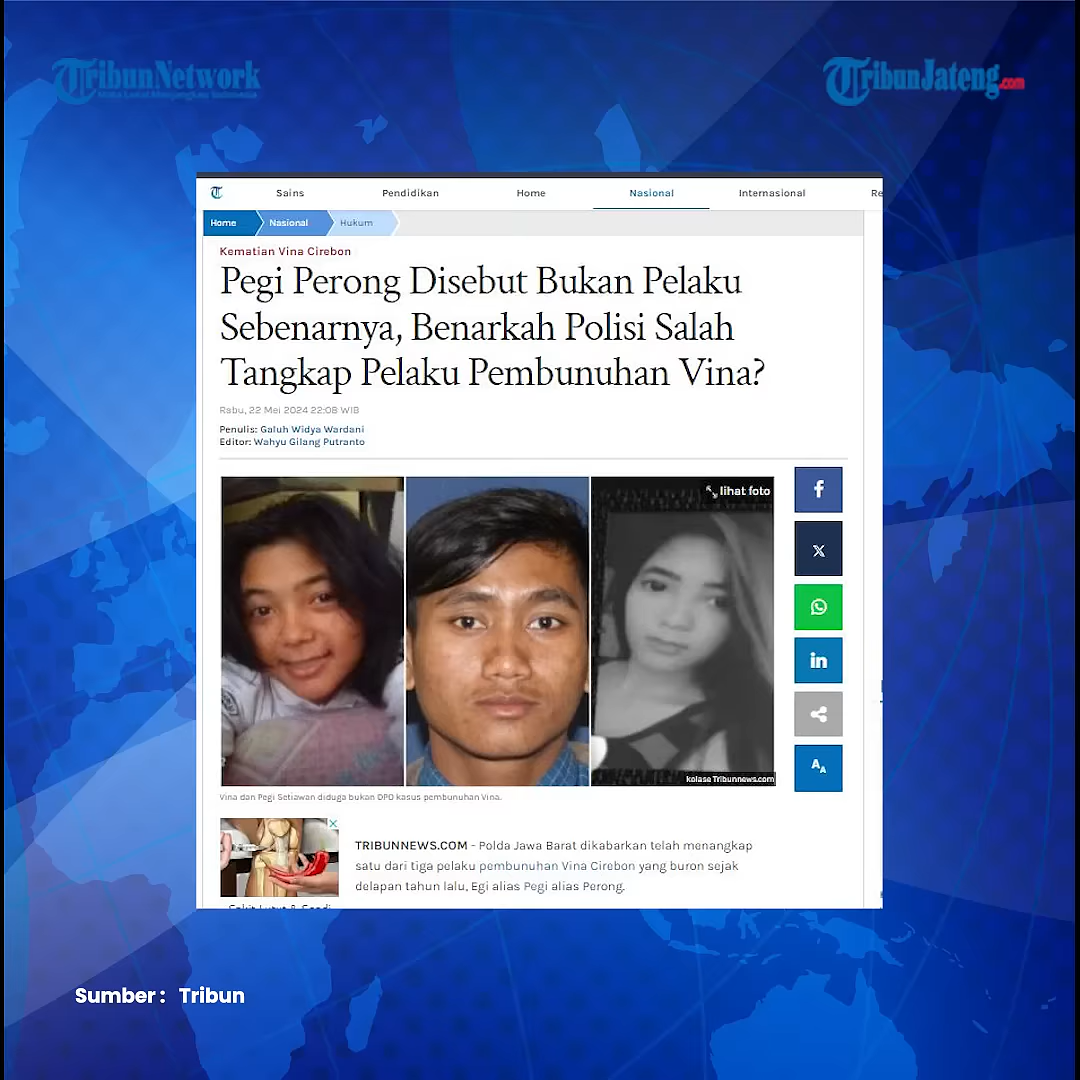 TribunNetwork
TribunJateng.com
Sains Pendidikan Home Nasional Internasional Re
Home Nasional Hukum
Kematian Vina Cirebon
Pegi Perong Disebut Bukan Pelaku
Sebenarnya, Benarkah Polisi Salah
Tangkap Pelaku Pembunuhan Vina?
Rabu, 22 Mei 2024 22:08 WIB
Penulis: Galuh Widya Wardani
Editor: Wahyu Gilang Putranto
lihat foto
kolase Tribunnews.com
Vina dan Pegi Setiawan diduga bukan DPO kasus pembunuhan Vina.
TRIBUNNEWS.COM - Polda Jawa Barat dikabarkan telah menangkap
satu dari tiga pelaku pembunuhan Vina Cirebon yang buron sejak
delapan tahun lalu, Egi alias Pegi alias Perong.
Sumber : Tribun